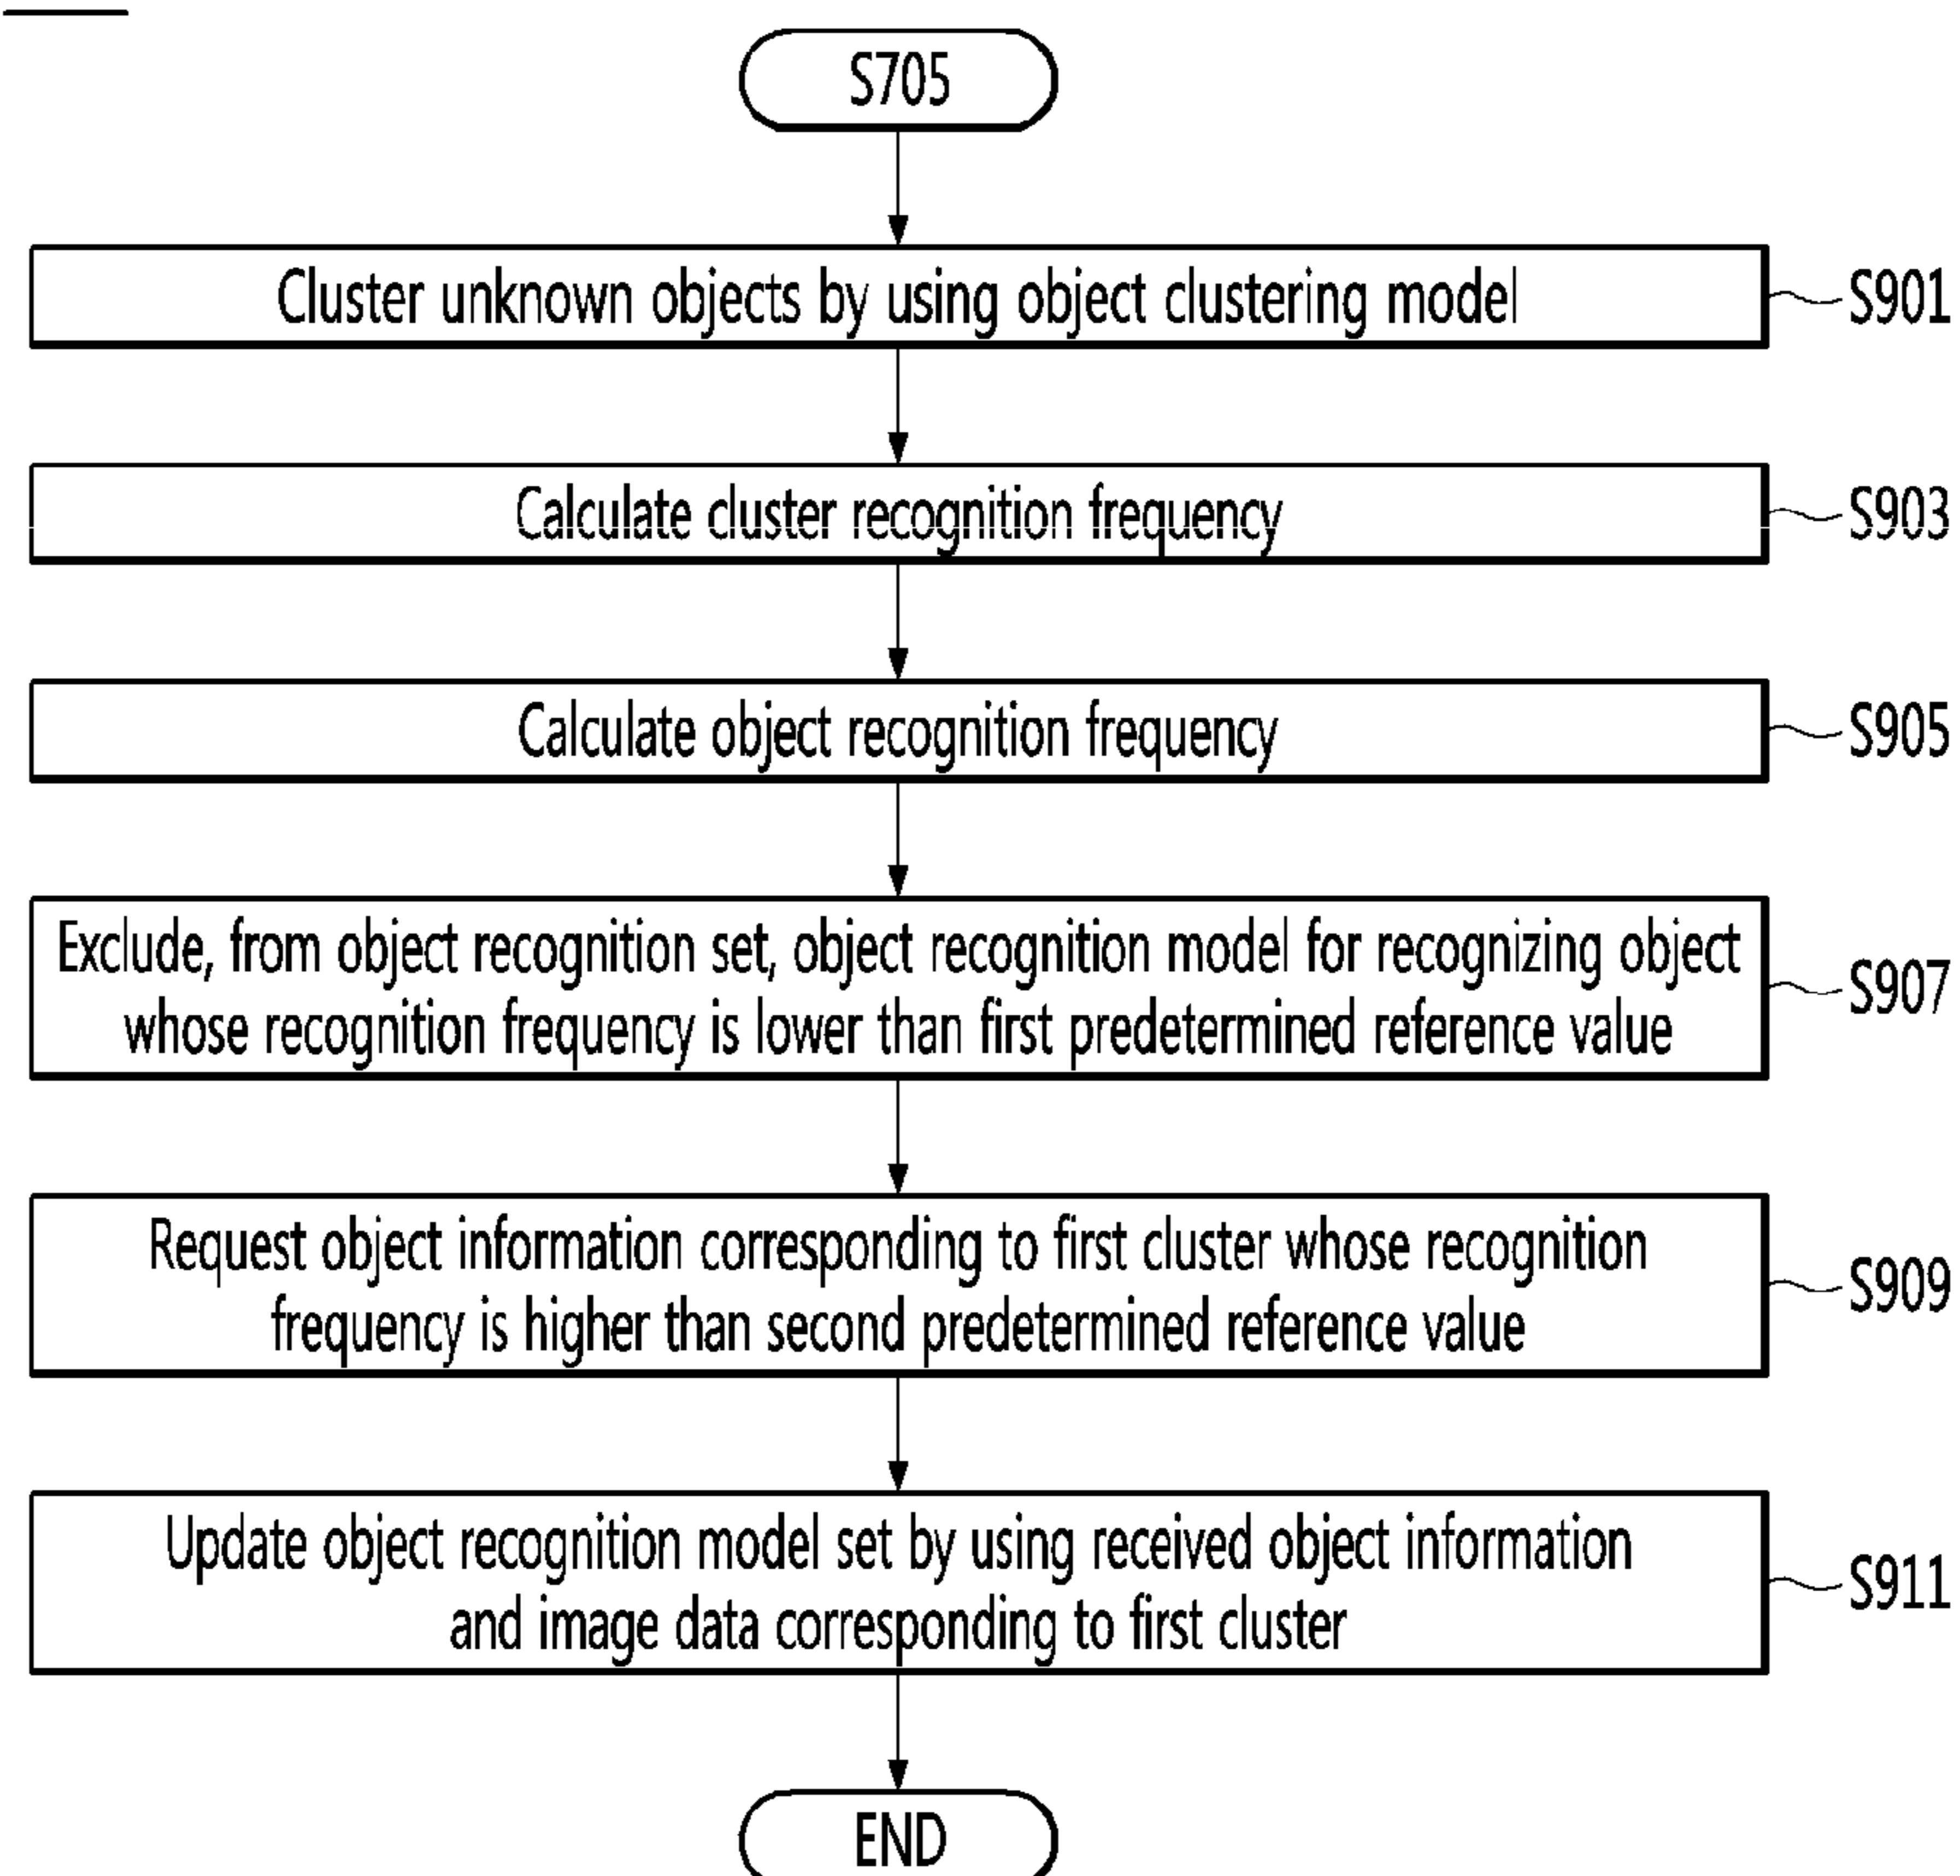 S705
Cluster unknown objects by using object clustering model
S901
Calculate cluster recognition frequency
S903
Calculate object recognition frequency
S905
Exclude, from object recognition set, object recognition model for recognizing object
whose recognition frequency is lower than first predetermined reference value
S907
Request object information corresponding to first cluster whose recognition
frequency is higher than second predetermined reference value
S909
Update object recognition model set by using received object information
and image data corresponding to first cluster
S911
END